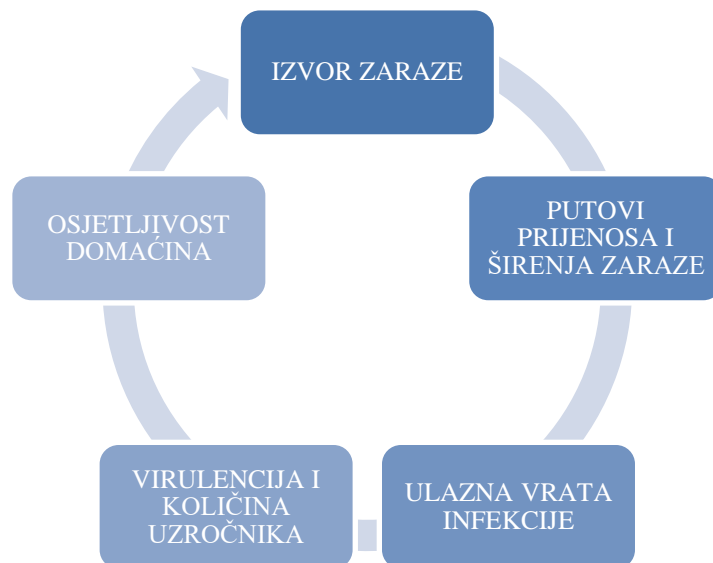 IZVOR ZARAZE
PUTOVI
PRIJENOSA I
ŠIRENJA ZARAZE
ULAZNA VRATA
INFEKCIJE
VIRULENCIJA I
KOLIČINA
UZROČNIKA
OSJETLJIVOST
DOMAĆINA